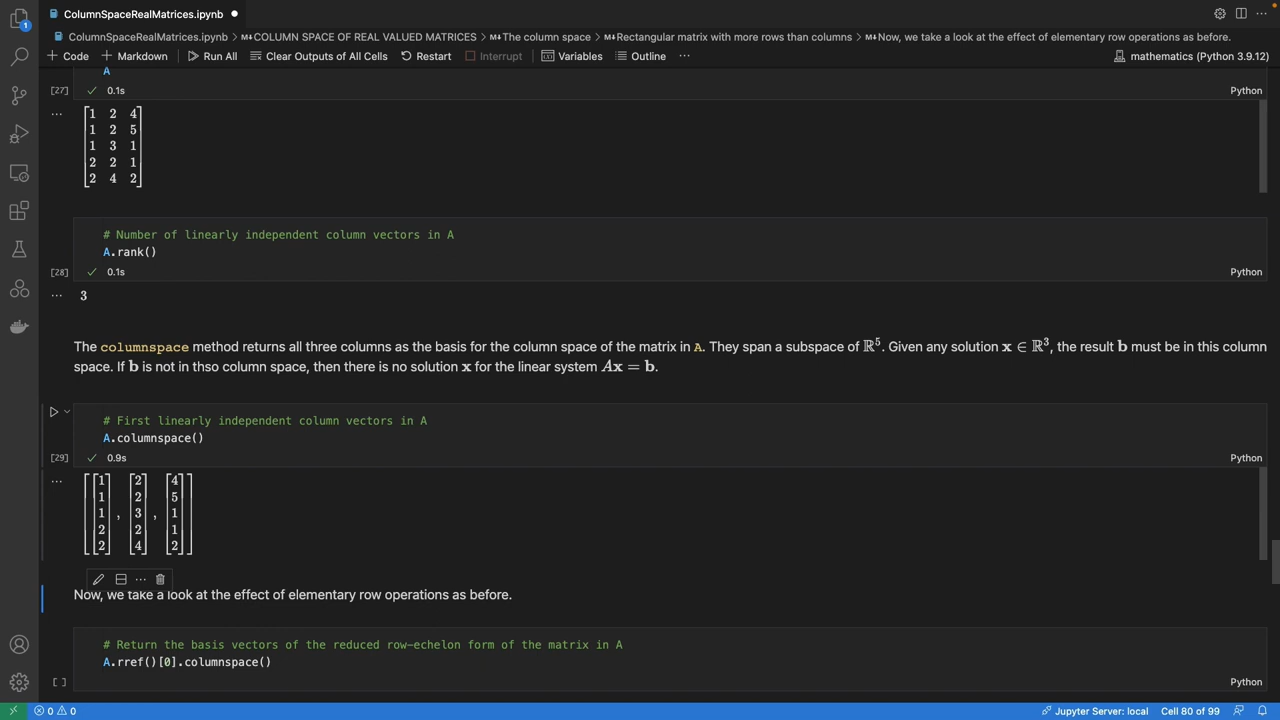 ColumnSpaceRealMatrices.ipynb
ColumnSpaceRealMatrices.ipynb > M↓COLUMN SPACE OF REAL VALUED MATRICES > M↓The column space > M↓Rectangular matrix with more rows than columns > M↓Now, we take a look at the effect of elementary row operations as before.
+ Code + Markdown Run All Clear Outputs of All Cells Restart Interrupt Variables Outline ... mathematics (Python 3.9.12)
A
[27] ✓ 0.1s Python
1 2 4
1 2 5
1 3 1
2 2 1
2 4 2
# Number of linearly independent column vectors in A
A.rank()
[28] ✓ 0.1s Python
3
The columnspace method returns all three columns as the basis for the column space of the matrix in A. They span a subspace of ℝ⁵. Given any solution x ∈ ℝ³, the result b must be in this column
space. If b is not in thso column space, then there is no solution x for the linear system Ax = b.
# First linearly independent column vectors in A
A.columnspace()
[29] ✓ 0.9s Python
[[1 1 1 2 2], [2 2 3 2 4], [4 5 1 1 2]]
Now, we take a look at the effect of elementary row operations as before.
# Return the basis vectors of the reduced row-echelon form of the matrix in A
A.rref()[0].columnspace()
[ ] Python
1
0 0 Jupyter Server: local Cell 80 of 99